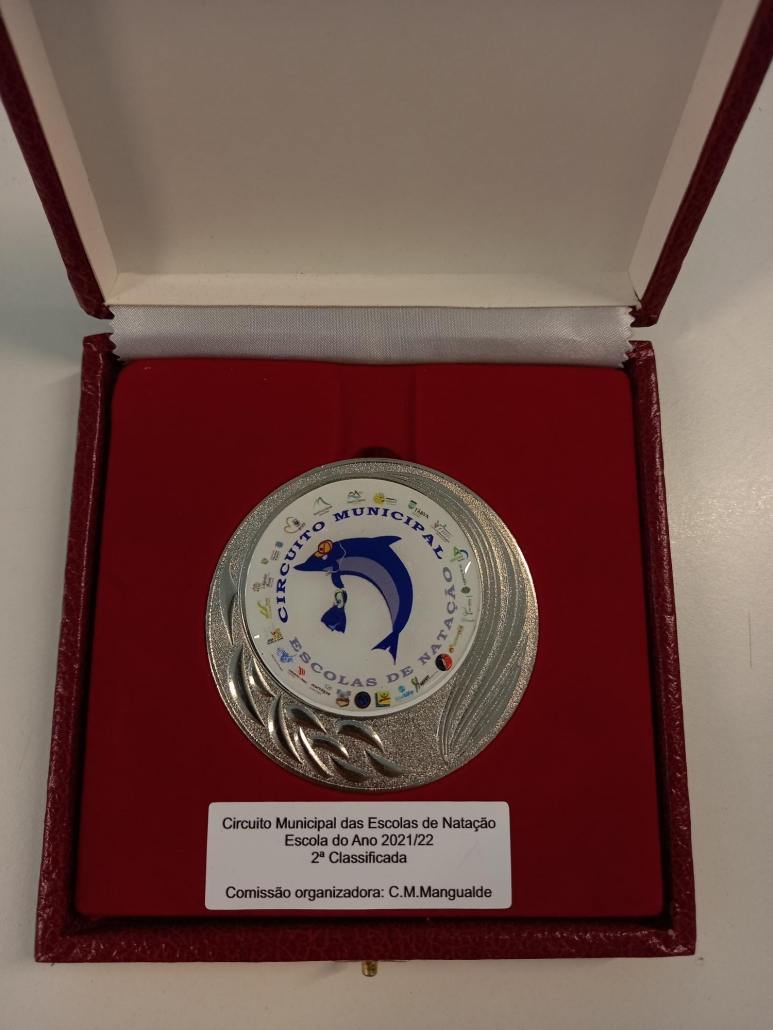 CIRCUITO MUNICIPAL
ESCOLAS DE NATAÇÃO
Circuito Municipal das Escolas de Natação
Escola do Ano 2021/22
2ª Classificada
Comissão organizadora: C.M.Mangualde